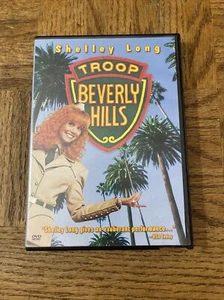 Shelley Long
TROOP
BEVERLY
HILLS
"Shelley Long gives an exuberant performance..."
DVD